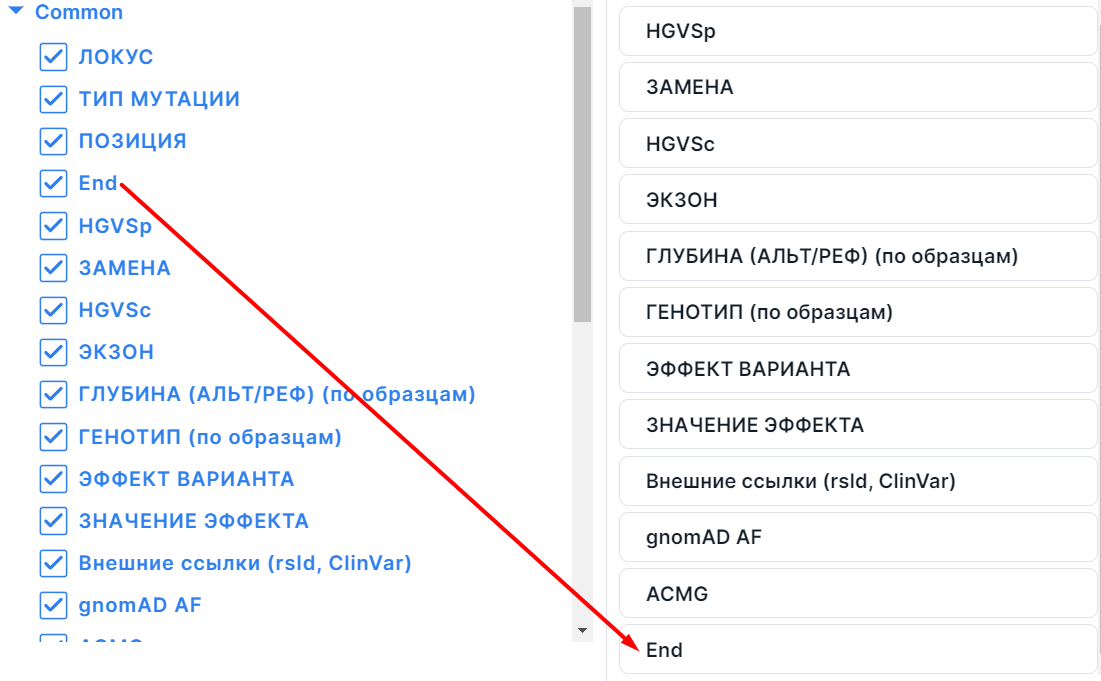 Common
ЛОКУС
ТИП МУТАЦИИ
ПОЗИЦИЯ
End
HGVSp
ЗАМЕНА
HGVSc
ЭКЗОН
ГЛУБИНА (АЛЬТ/РЕФ) (по образцам)
ГЕНОТИП (по образцам)
ЭФФЕКТ ВАРИАНТА
ЗНАЧЕНИЕ ЭФФЕКТА
Внешние ссылки (rsId, ClinVar)
gnomAD AF
HGVSp
ЗАМЕНА
HGVSc
ЭКЗОН
ГЛУБИНА (АЛЬТ/РЕФ) (по образцам)
ГЕНОТИП (по образцам)
ЭФФЕКТ ВАРИАНТА
ЗНАЧЕНИЕ ЭФФЕКТА
Внешние ссылки (rsId, ClinVar)
gnomAD AF
ACMG
End